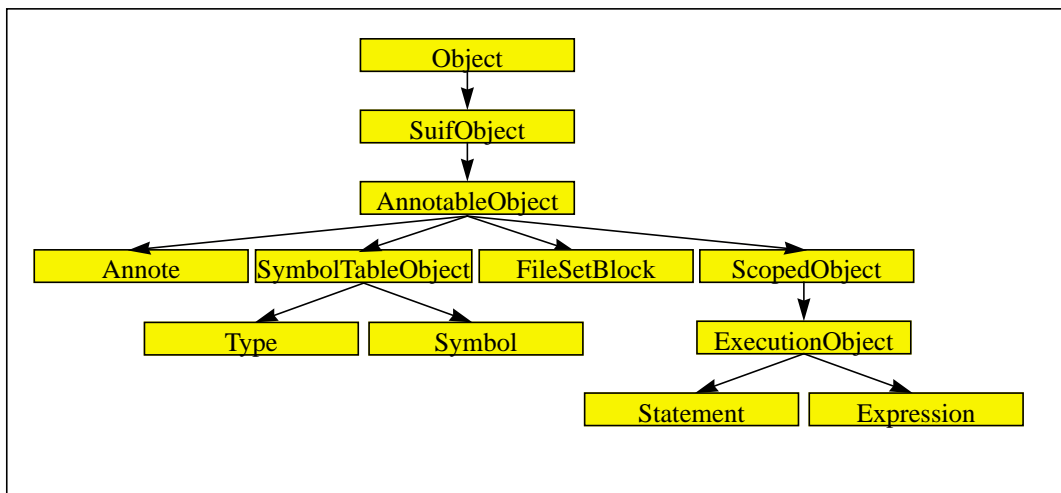 Object
SuifObject
AnnotableObject
Annote
SymbolTableObject
FileSetBlock
ScopedObject
Type
Symbol
ExecutionObject
Statement
Expression